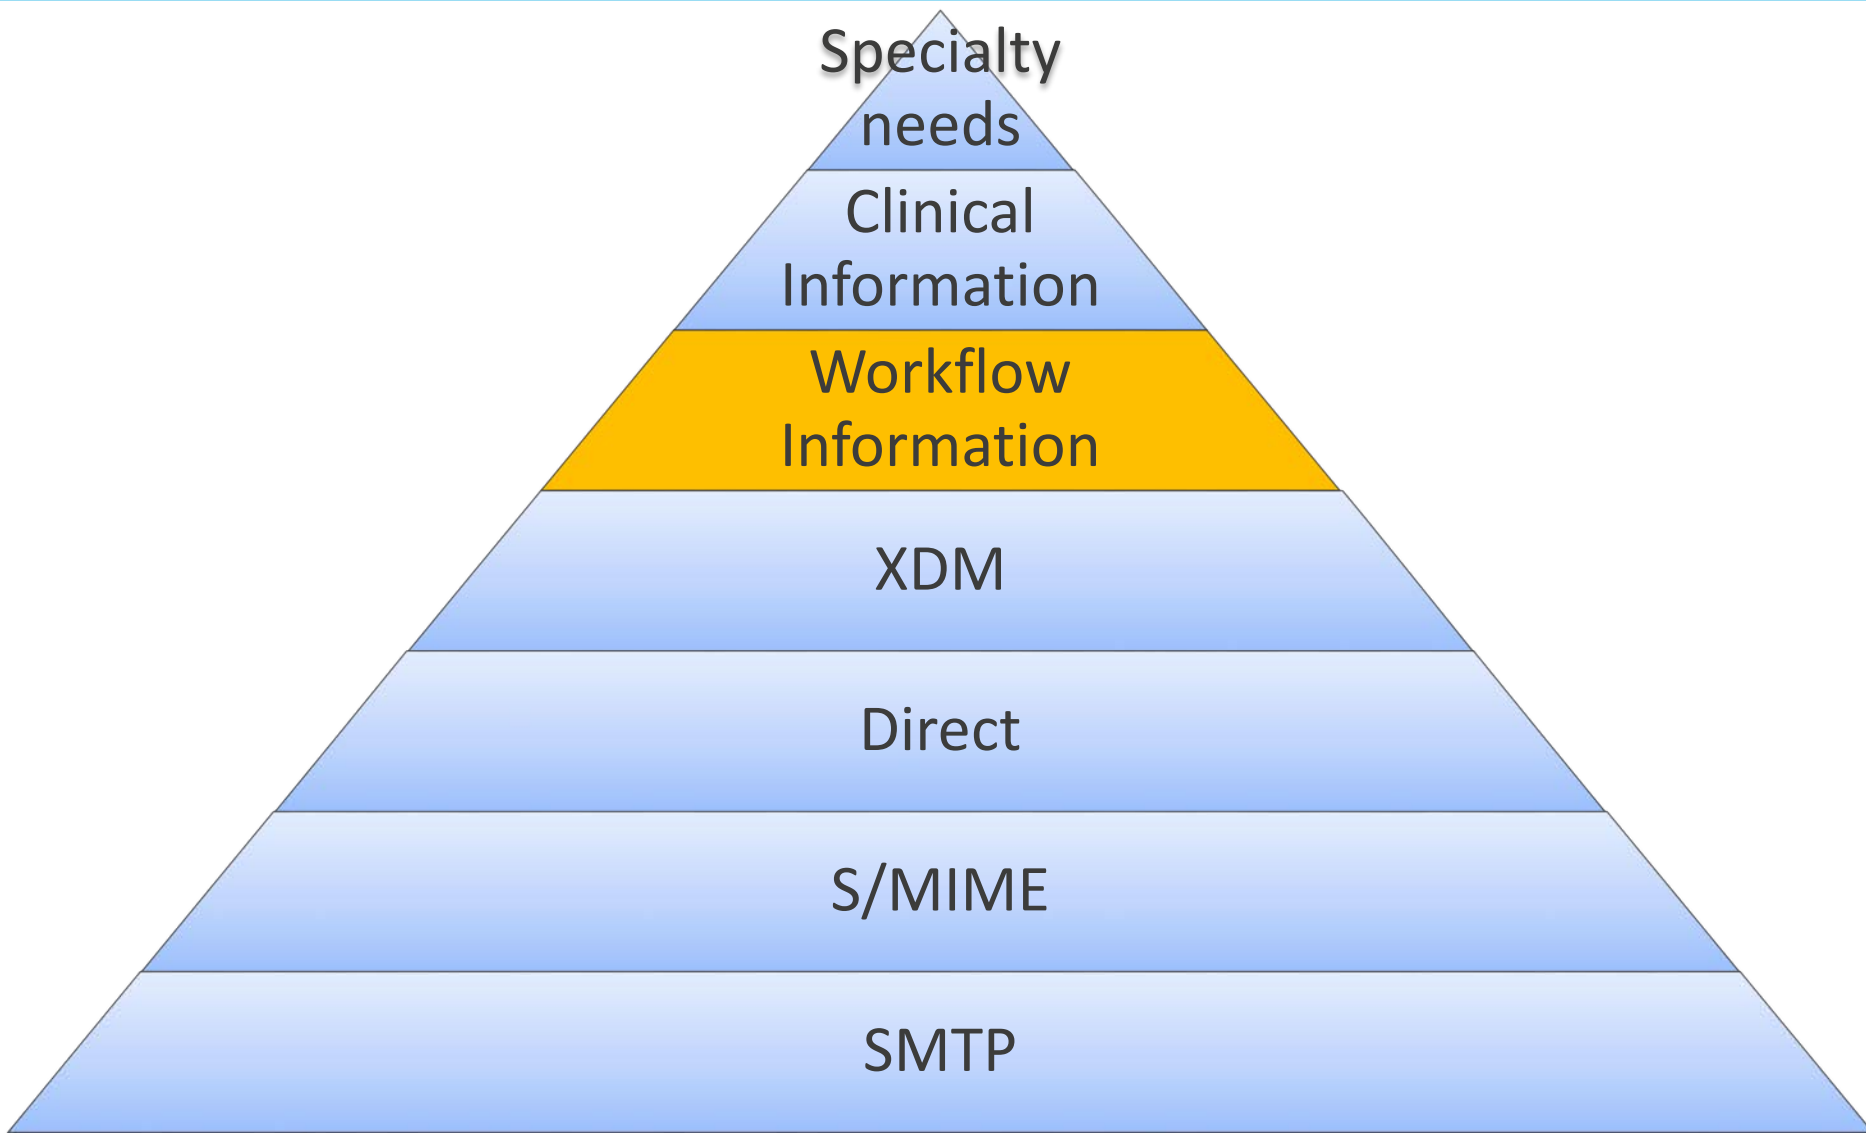 Specialty
needs
Clinical
Information
Workflow
Information
XDM
Direct
S/MIME
SMTP